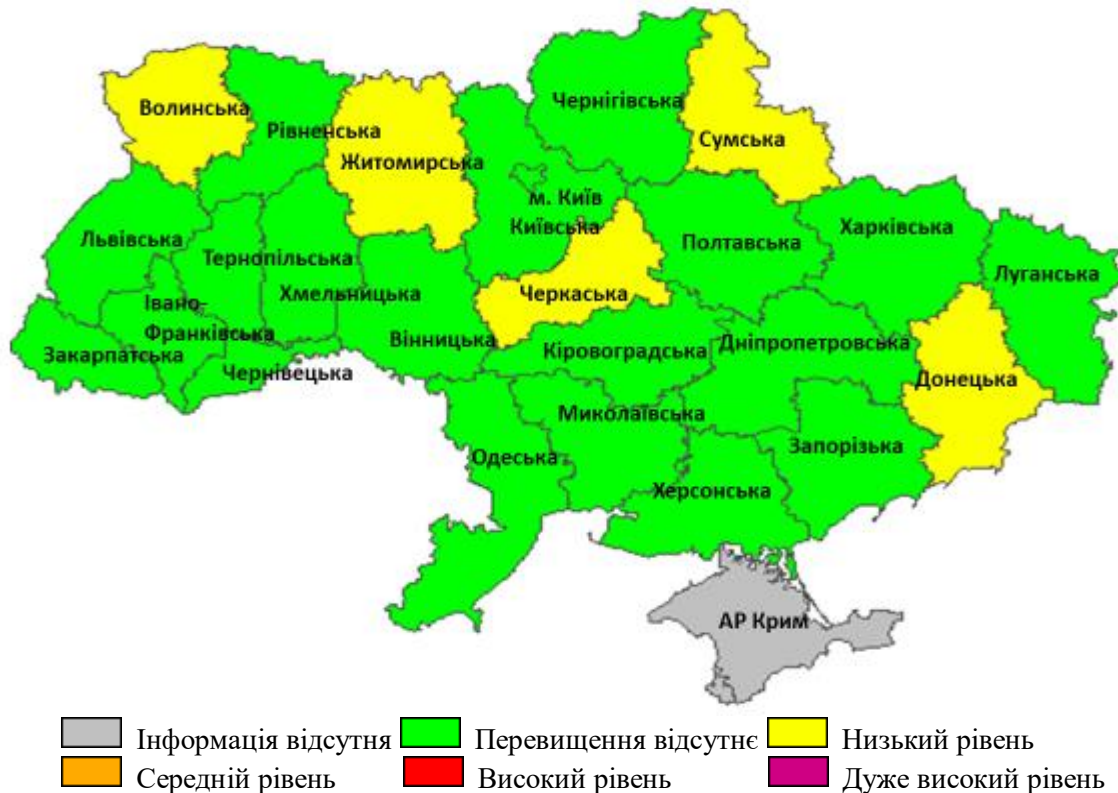 Чернігівська
Волинська
Рівненська
Сумська
Житомирська
м. Київ
Київська
Львівська
Полтавська
Харківська
Тернопільська
Луганська
Хмельницька
Черкаська
Івано-
Франківська
Вінницька
Дніпропетровська
Кіровоградська
Закарпатська
Чернівецька
Донецька
Миколаївська
Запорізька
Одеська
Херсонська
АР Крим
Інформація відсутня Перевищення відсутнє Низький рівень
Середній рівень Високий рівень Дуже високий рівень